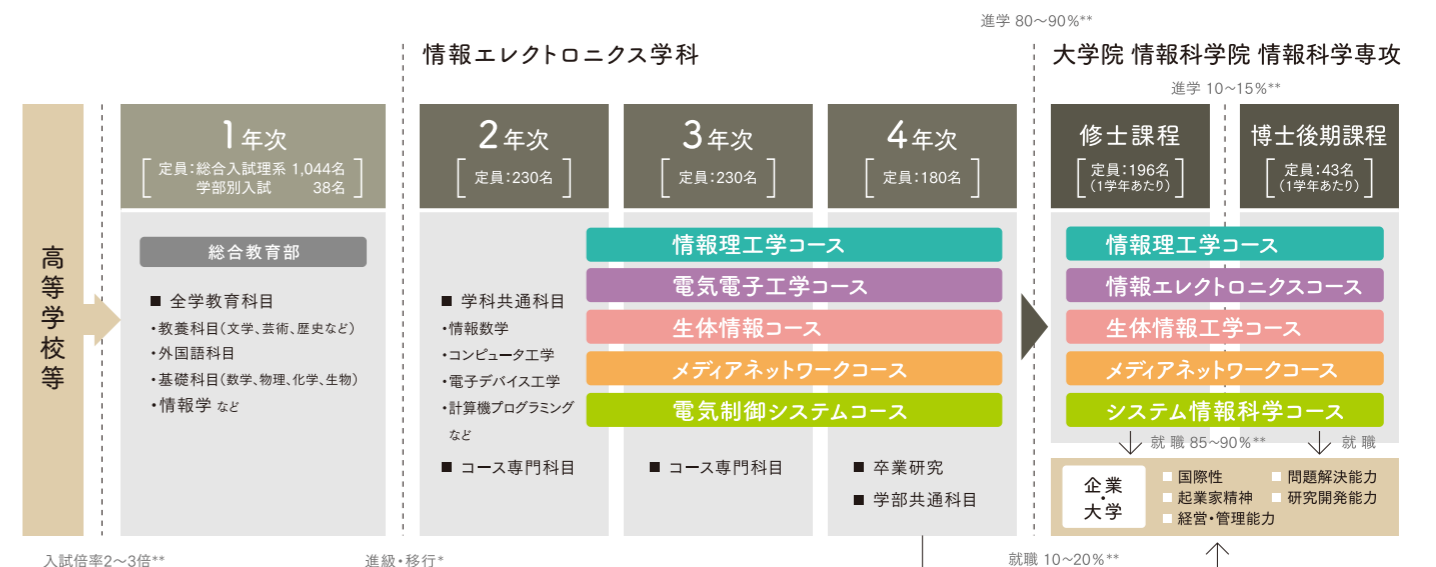 進学 80〜90%**
情報エレクトロニクス学科
大学院 情報科学院 情報科学専攻
進学 10〜15%**
高等学校等
1年次
定員:総合入試理系 1,044名
学部別入試 38名
2年次
定員:230名
3年次
定員:230名
4年次
定員:180名
修士課程
定員:196名
(1学年あたり)
博士後期課程
定員:43名
(1学年あたり)
総合教育部
■ 全学教育科目
・教養科目(文学、芸術、歴史など)
・外国語科目
・基礎科目(数学、物理、化学、生物)
・情報学 など
■ 学科共通科目
・情報数学
・コンピュータ工学
・電子デバイス工学
・計算機プログラミング
など
■ コース専門科目
情報理工学コース
電気電子工学コース
生体情報コース
メディアネットワークコース
電気制御システムコース
■ コース専門科目
■ 卒業研究
■ 学部共通科目
情報理工学コース
情報エレクトロニクスコース
生体情報工学コース
メディアネットワークコース
システム情報科学コース
就職 85〜90%**
就職
企業・大学
国際性
起業家精神
経営・管理能力
問題解決能力
研究開発能力
入試倍率2〜3倍**
進級・移行*
就職 10〜20%**